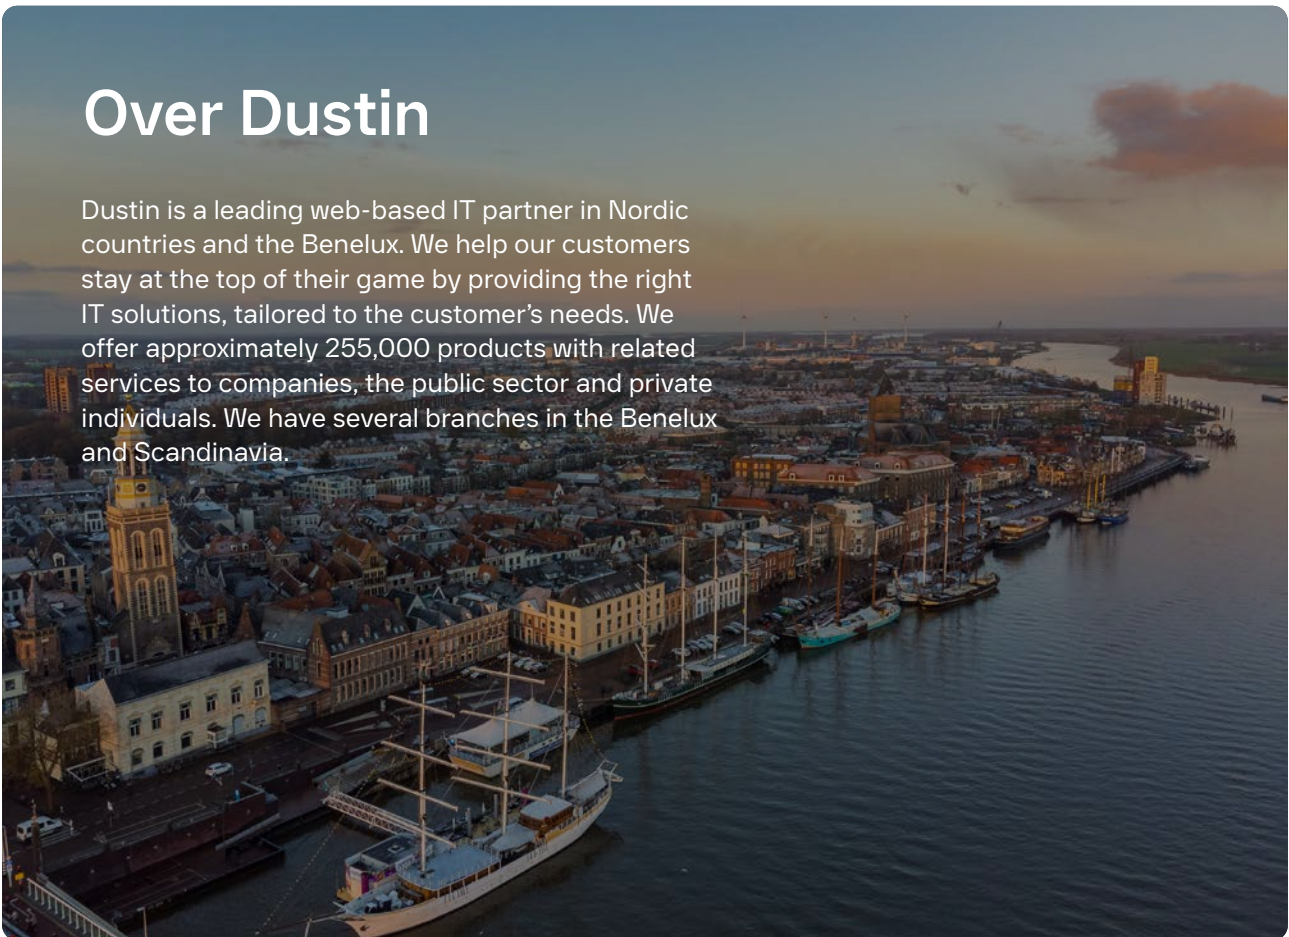 Over Dustin
Dustin is a leading web-based IT partner in Nordic
countries and the Benelux. We help our customers
stay at the top of their game by providing the right
IT solutions, tailored to the customer’s needs. We
offer approximately 255,000 products with related
services to companies, the public sector and private
individuals. We have several branches in the Benelux
and Scandinavia.